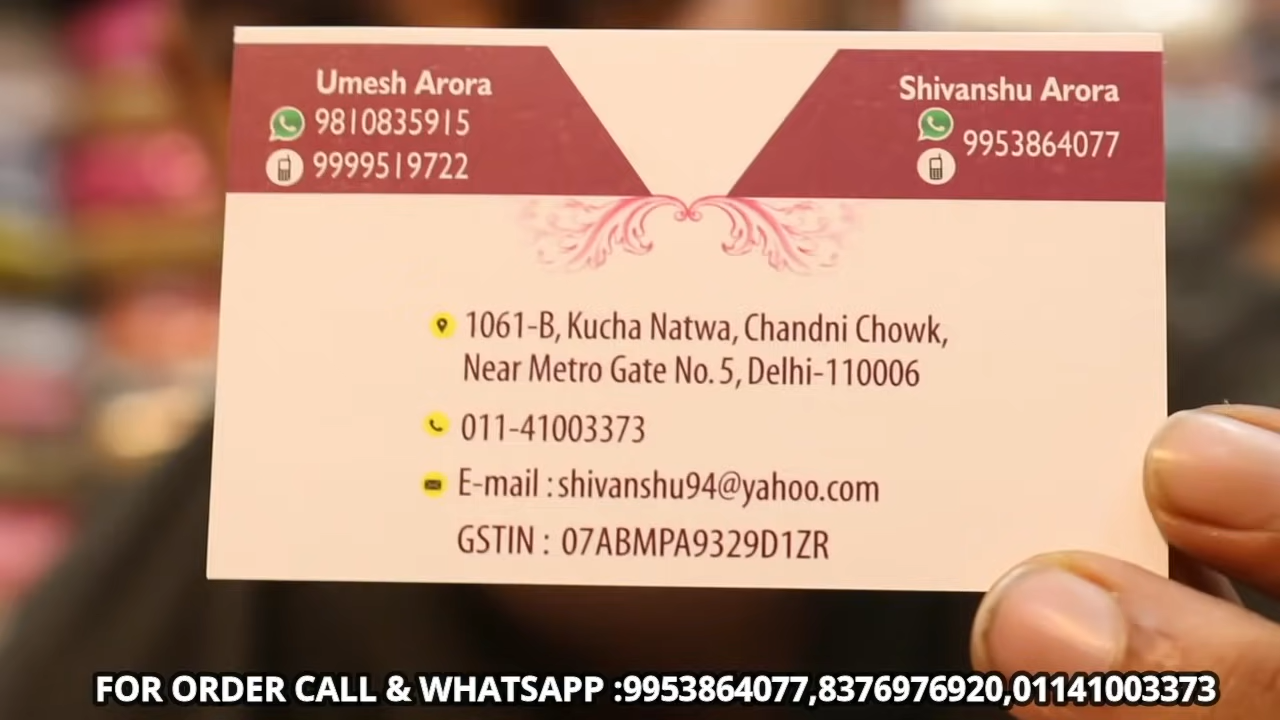 Umesh Arora
9810835915
9999519722
Shivanshu Arora
9953864077
1061-B, Kucha Natwa, Chandni Chowk,
Near Metro Gate No. 5, Delhi-110006
011-41003373
E-mail : shivanshu94@yahoo.com
GSTIN : 07ABMPA9329D1ZR
FOR ORDER CALL & WHATSAPP :9953864077,8376976920,01141003373